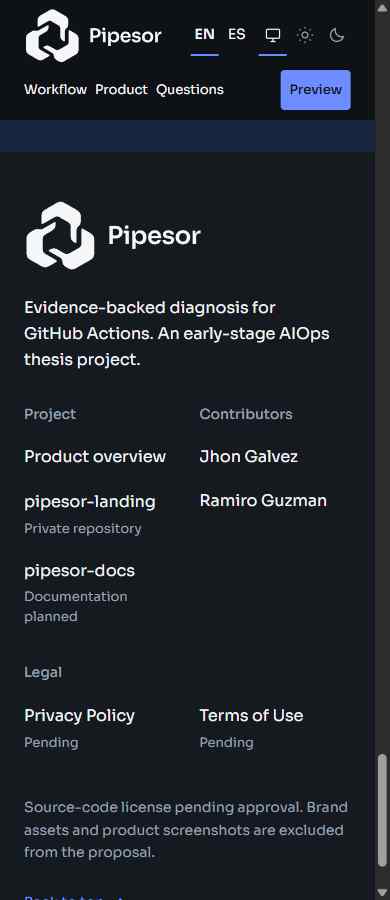 Pipesor
EN ES
Workflow Product Questions
Preview
Pipesor
Evidence-backed diagnosis for
GitHub Actions. An early-stage AIOps
thesis project.
Project
Product overview
pipesor-landing
Private repository
pipesor-docs
Documentation
planned
Contributors
Jhon Galvez
Ramiro Guzman
Legal
Privacy Policy
Pending
Terms of Use
Pending
Source-code license pending approval. Brand
assets and product screenshots are excluded
from the proposal.